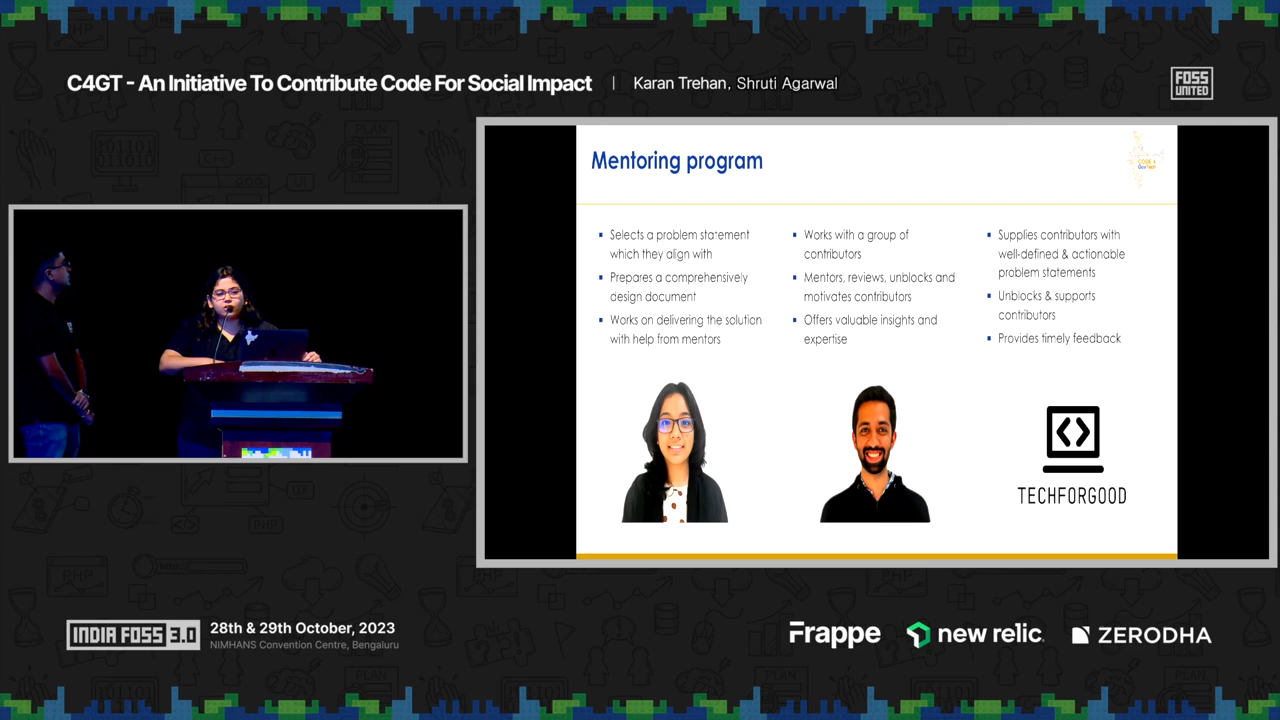 C4GT - An Initiative To Contribute Code For Social Impact | Karan Trehan, Shruti Agarwal
FOSS
UNITED
Mentoring program
CODE 4
GovTech
Selects a problem statement
which they align with
Prepares a comprehensively
design document
Works on delivering the solution
with help from mentors
Works with a group of
contributors
Mentors, reviews, unblocks and
motivates contributors
Offers valuable insights and
expertise
Supplies contributors with
well-defined & actionable
problem statements
Unblocks & supports
contributors
Provides timely feedback
TECHFORGOOD
INDIA FOSS 3.0
28th & 29th October, 2023
NIMHANS Convention Centre, Bengaluru
Frappe
new relic
ZERODHA